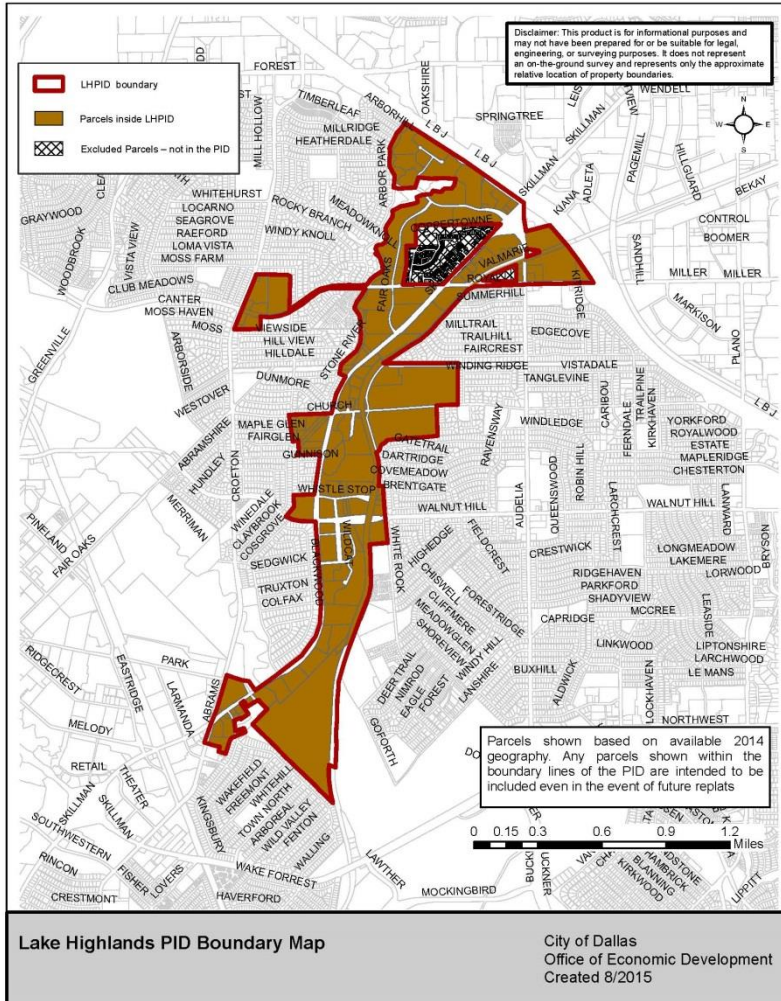 Disclaimer: This product is for informational purposes and
may not have been prepared for or be suitable for legal,
engineering, or surveying purposes. It does not represent
an on-the-ground survey and represents only the approximate
relative location of property boundaries.
LHPID boundary
Parcels inside LHPID
Excluded Parcels – not in the PID
N
W E
S
FOREST
TIMBERLEAF
ARBORHILL
OAKSHIRE
LBJ
SPRINGTREE
SKILLMAN
WENDELL
MILLRIDGE
HEATHERDALE
MILL HOLLOW
ARBOR PARK
LBJ
SKILLMAN
KIANA
ADLETA
PAGEMILL
HILLGUARD
BEKAY
WHITEHURST
LOCARNO
SEAGROVE
RAEFORD
LOMA VISTA
MOSS FARM
GRAYWOOD
WOODBROOK
VISTA VIEW
ROCKY BRANCH
MEADOWKNOLL
WINDY KNOLL
CONTROL
BOOMER
CLUB MEADOWS
FAIR OAKS
VALMARIE
SANDHILL
MILLER
MILLER
CANTER
MOSS HAVEN
MOSS
SUMMERHILL
MARKISON
PLANO
GREENVILLE
ARBORSIDE
VIEWSIDE
HILL VIEW
HILLDALE
STONE RIVER
MILLTRAIL
TRAILHILL
FAIRCREST
EDGECOVE
WINDING RIDGE
VISTADALE
TANGLEVINE
LBJ
DUNMORE
WESTOVER
CHURCH
MAPLE GLEN
FAIRGLEN
GUNNISON
ABRAMSHIRE
HUNDLEY
CROFTON
GATETRAIL
DARTRIDGE
COVEMEADOW
BRENTGATE
RAVENSWAY
WINDLEDGE
CARIBOU
FERNDALE
TRAILPINE
KIRKHAVEN
YORKFORD
ROYALWOOD
ESTATE
MAPLERIDGE
CHESTERTON
ROBIN HILL
MERRIMAN
WHISTLE STOP
WALNUT HILL
AUDELIA
QUEENSWOOD
LARCHCREST
WALNUT HILL
LANWARD
BRYSON
PINELAND
FAIR OAKS
WINEDALE
CLAYBROOK
COSGROVE
WILDCAT
WHITE ROCK
HIGHEDGE
FIELDCREST
CRESTWICK
LONGMEADOW
LAKEMERE
LORWOOD
SEDGWICK
BLACKWOOD
TRUXTON
COLFAX
CHISWELL
CLIFFMERE
MEADOWGLEN
SHOREVIEW
FORESTRIDGE
WINDY HILL
LANSHIRE
RIDGEHAVEN
PARKFORD
SHADYVIEW
MCCREE
LEASIDE
CAPRIDGE
LINKWOOD
LIPTONSHIRE
LARCHWOOD
LE MANS
RIDGECREST
EASTRIDGE
PARK
LARMANDA
ABRAMS
DEER TRAIL
NIMROD
EAGLE
FOREST
GOFORTH
BUXHILL
ALDWICK
LOCKHAVEN
NORTHWEST
MELODY
RETAIL
THEATER
SKILLMAN
SKILLMAN
SOUTHWESTERN
KINGSBURY
WAKEFIELD
FREEMONT
WHITEHILL
TOWN NORTH
ARBOREAL
WILD VALLEY
FENTON
WALLING
Parcels shown based on available 2014
geography. Any parcels shown within the
boundary lines of the PID are intended to be
included even in the event of future replats
0 0.15 0.3 0.6 0.9 1.2
Miles
RINCON
CRESTMONT
FISHER
LOVERS
WAKE FORREST
HAVERFORD
LAWTHER
MOCKINGBIRD
HAMBRICK
BLANNING
KIRKWOOD
LIPPITT
Lake Highlands PID Boundary Map
City of Dallas
Office of Economic Development
Created 8/2015